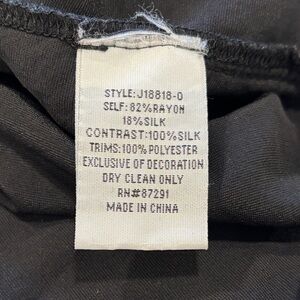 STYLE:J18818-O
SELF:82%RAYON
18%SILK
CONTRAST:100%SILK
TRIMS:100% POLYESTER
EXCLUSIVE OF DECORATION
DRY CLEAN ONLY
RN#87291
MADE IN CHINA